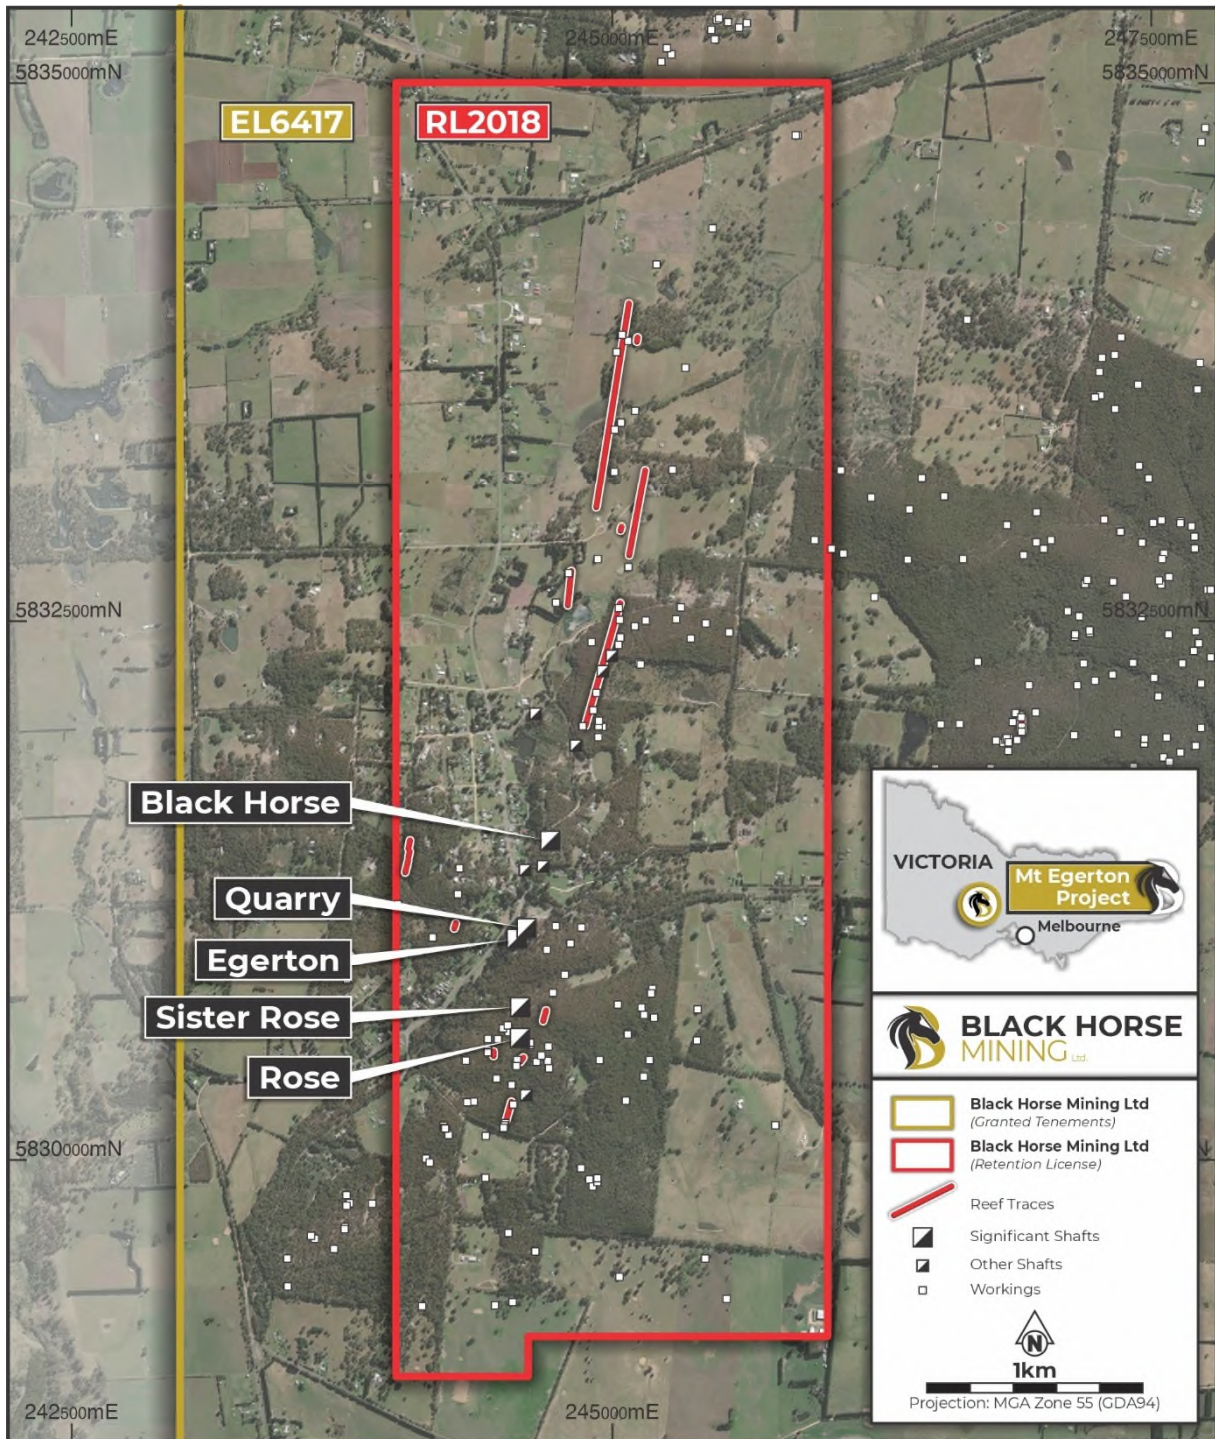 242500mE
245000mE
247500mE
5835000mN
5835000mN
EL6417
RL2018
5832500mN
5832500mN
Black Horse
Quarry
Egerton
Sister Rose
Rose
5830000mN
VICTORIA
Mt Egerton
Project
Melbourne
BLACK HORSE
MINING Ltd.
Black Horse Mining Ltd
(Granted Tenements)
Black Horse Mining Ltd
(Retention License)
Reef Traces
Significant Shafts
Other Shafts
Workings
N
1km
Projection: MGA Zone 55 (GDA94)
242500mE
245000mE